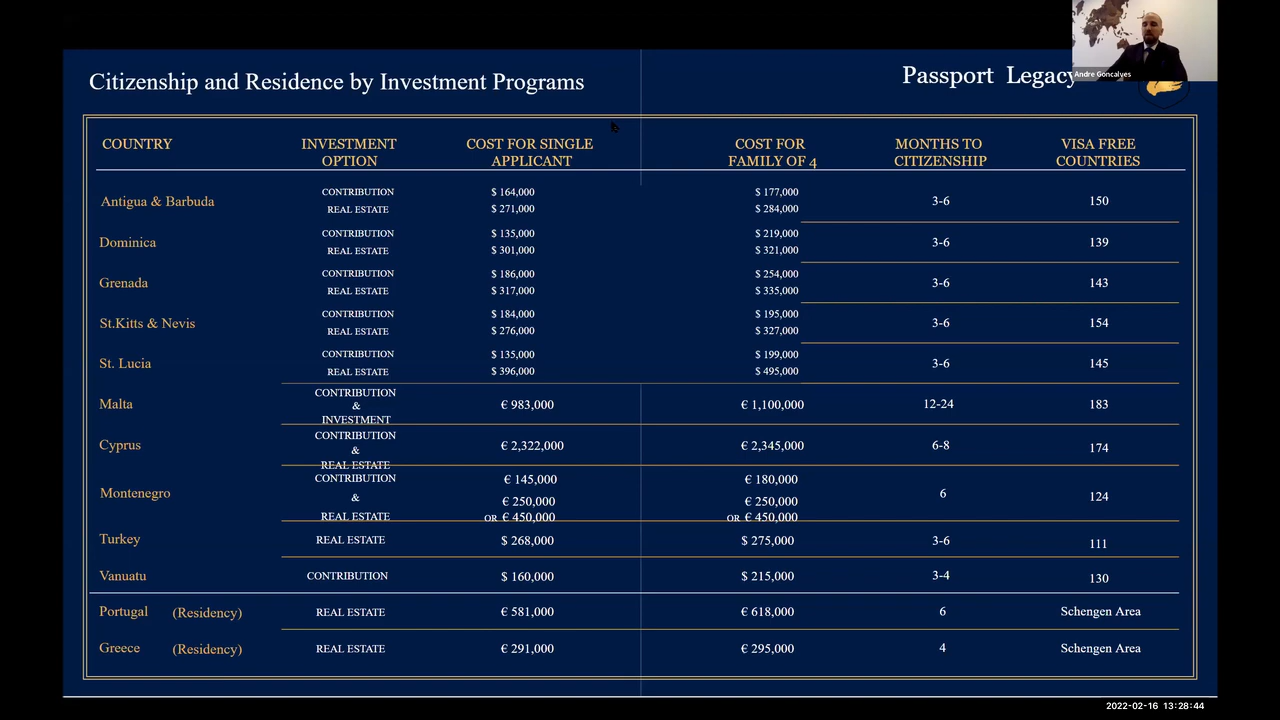 Citizenship and Residence by Investment Programs
Passport Legacy
Andre Goncalves
COUNTRY INVESTMENT OPTION COST FOR SINGLE APPLICANT COST FOR FAMILY OF 4 MONTHS TO CITIZENSHIP VISA FREE COUNTRIES
Antigua & Barbuda CONTRIBUTION $ 164,000 $ 177,000 3-6 150
REAL ESTATE $ 271,000 $ 284,000
Dominica CONTRIBUTION $ 135,000 $ 219,000 3-6 139
REAL ESTATE $ 301,000 $ 321,000
Grenada CONTRIBUTION $ 186,000 $ 254,000 3-6 143
REAL ESTATE $ 317,000 $ 335,000
St.Kitts & Nevis CONTRIBUTION $ 184,000 $ 195,000 3-6 154
REAL ESTATE $ 276,000 $ 327,000
St. Lucia CONTRIBUTION $ 135,000 $ 199,000 3-6 145
REAL ESTATE $ 396,000 $ 495,000
Malta CONTRIBUTION & INVESTMENT € 983,000 € 1,100,000 12-24 183
Cyprus CONTRIBUTION & REAL ESTATE € 2,322,000 € 2,345,000 6-8 174
Montenegro CONTRIBUTION € 145,000 € 180,000 6 124
& € 250,000 € 250,000
REAL ESTATE OR € 450,000 OR € 450,000
Turkey REAL ESTATE $ 268,000 $ 275,000 3-6 111
Vanuatu CONTRIBUTION $ 160,000 $ 215,000 3-4 130
Portugal (Residency) REAL ESTATE € 581,000 € 618,000 6 Schengen Area
Greece (Residency) REAL ESTATE € 291,000 € 295,000 4 Schengen Area
2022-02-16 13:28:44